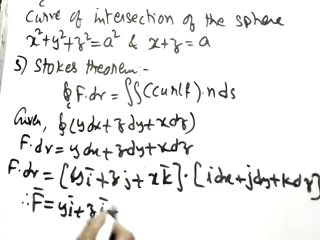 Curve of intersection of the sphere
x²+y²+z²=a² & x+z=a
5) Stokes theorem:-
∮F·dr = ∬(curl f)·n ds
c
Given, ∮(ydx+zdy+xdz)
F·dr = ydx+zdy+xdz
F·dr = [yi̅+zj+xk̅]·[idx+jdy+kdz]
∴F̅=yi̅+zj̅+